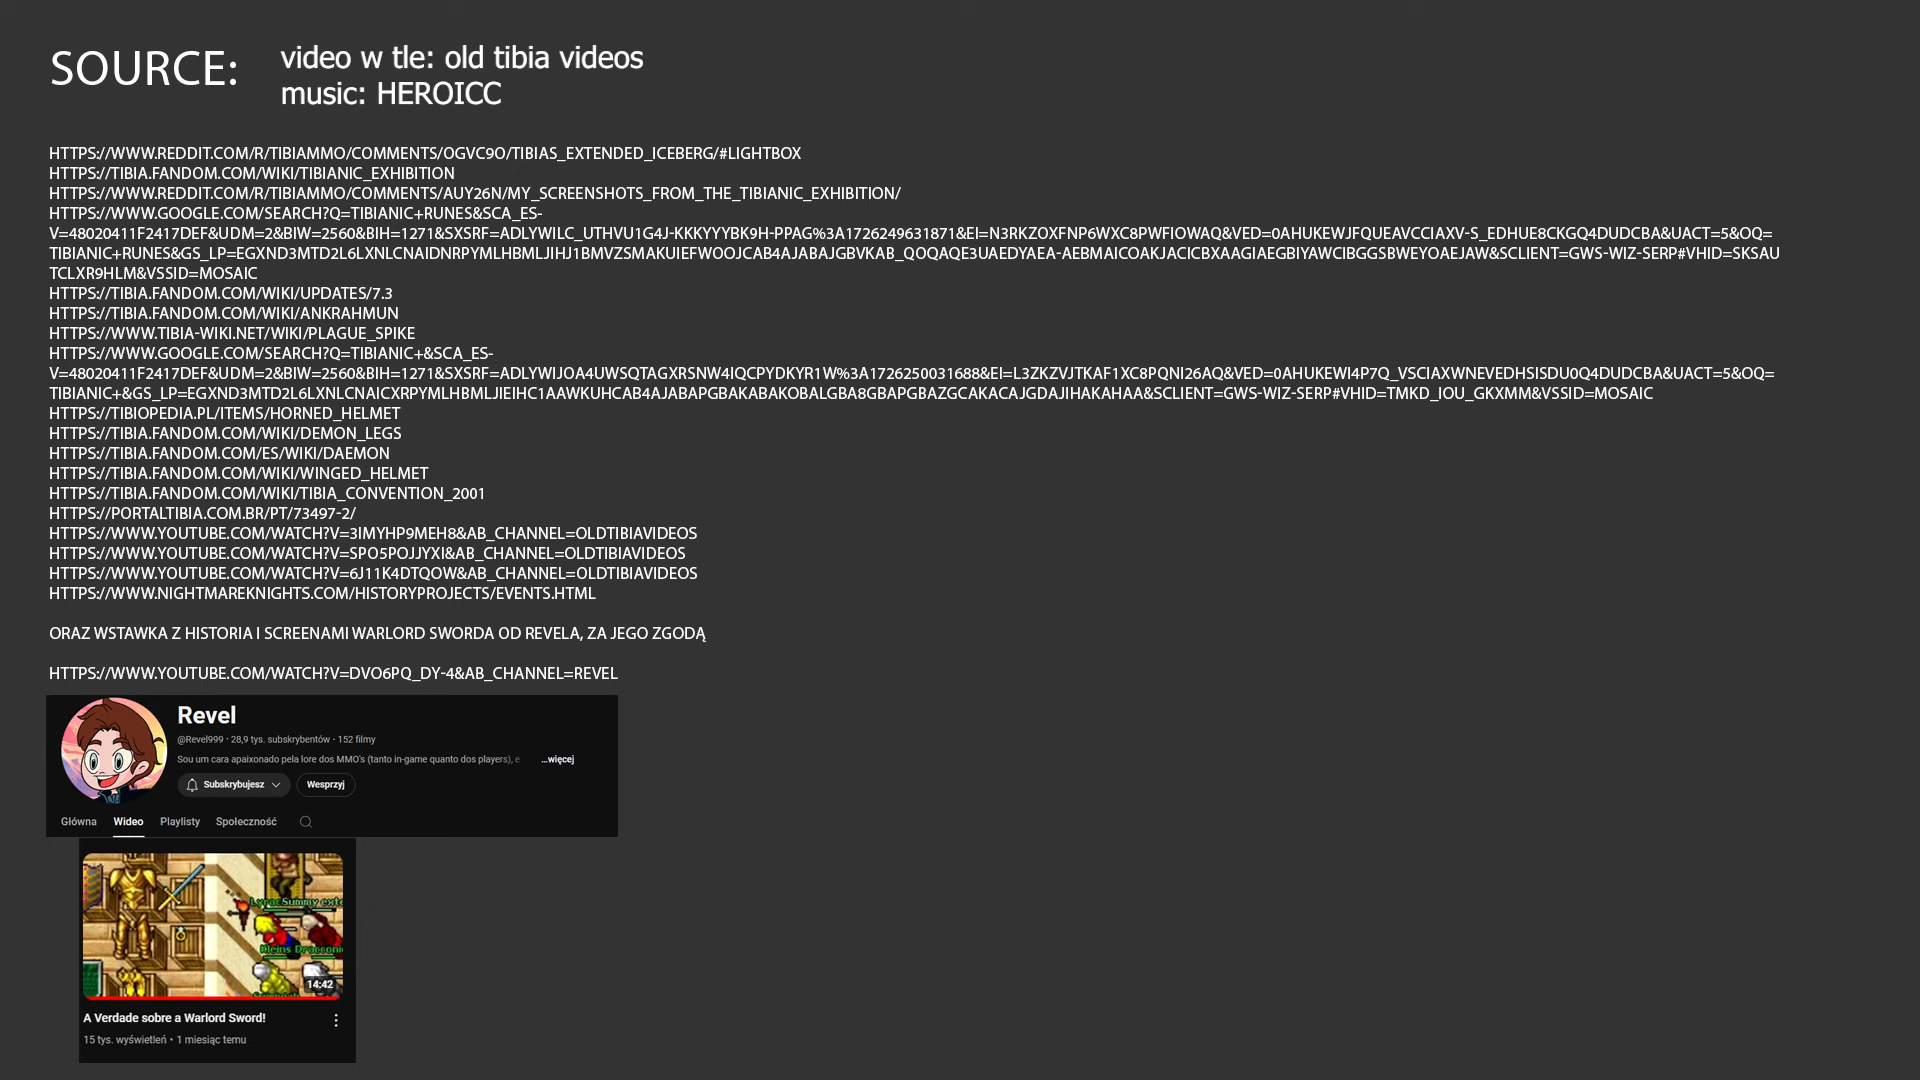 SOURCE:
video w tle: old tibia videos
music: HEROICC
HTTPS://WWW.REDDIT.COM/R/TIBIAMMO/COMMENTS/OGVC9O/TIBIAS_EXTENDED_ICEBERG/#LIGHTBOX
HTTPS://TIBIA.FANDOM.COM/WIKI/TIBIANIC_EXHIBITION
HTTPS://WWW.REDDIT.COM/R/TIBIAMMO/COMMENTS/AUY26N/MY_SCREENSHOTS_FROM_THE_TIBIANIC_EXHIBITION/
HTTPS://WWW.GOOGLE.COM/SEARCH?Q=TIBIANIC+RUNES&SCA_ES-
V=48020411F2417DEF&UDM=2&BIW=2560&BIH=1271&SXSRF=ADLYWILC_UTHVU1G4J-KKKYYYBK9H-PPAG%3A1726249631871&EI=N3RKZOXFNP6WXC8PWFIOWAQ&VED=0AHUKEWJFQUEAVCCIAXV-S_EDHUE8CKGQ4DUDCBA&UACT=5&OQ=
TIBIANIC+RUNES&GS_LP=EGXND3MTD2L6LXNLCNAIDNRPYMLHBMLJIHJ1BMVZSMAKUIEFWOOJCAB4AJABAJGBVKAB_QOQAQE3UAEDYAEA-AEBMAICOAKJACICBXAAGIAEGBIYAWCIBGGSBWEYOAEJAW&SCLIENT=GWS-WIZ-SERP#VHID=SKSAU
TCLXR9HLM&VSSID=MOSAIC
HTTPS://TIBIA.FANDOM.COM/WIKI/UPDATES/7.3
HTTPS://TIBIA.FANDOM.COM/WIKI/ANKRAHMUN
HTTPS://WWW.TIBIA-WIKI.NET/WIKI/PLAGUE_SPIKE
HTTPS://WWW.GOOGLE.COM/SEARCH?Q=TIBIANIC+&SCA_ES-
V=48020411F2417DEF&UDM=2&BIW=2560&BIH=1271&SXSRF=ADLYWIJOA4UWSQTAGXRSNW4IQCPYDKYR1W%3A1726250031688&EI=L3ZKZVJTKAF1XC8PQNI26AQ&VED=0AHUKEWI4P7Q_VSCIAXWNEVEDHSISDU0Q4DUDCBA&UACT=5&OQ=
TIBIANIC+&GS_LP=EGXND3MTD2L6LXNLCNAICXRPYMLHBMLJIEIHC1AAWKUHCAB4AJABAPGBAKABAKOBALGBA8GBAPGBAZGCAKACAJGDAJIHAKAHAA&SCLIENT=GWS-WIZ-SERP#VHID=TMKD_IOU_GKXMM&VSSID=MOSAIC
HTTPS://TIBIOPEDIA.PL/ITEMS/HORNED_HELMET
HTTPS://TIBIA.FANDOM.COM/WIKI/DEMON_LEGS
HTTPS://TIBIA.FANDOM.COM/ES/WIKI/DAEMON
HTTPS://TIBIA.FANDOM.COM/WIKI/WINGED_HELMET
HTTPS://TIBIA.FANDOM.COM/WIKI/TIBIA_CONVENTION_2001
HTTPS://PORTALTIBIA.COM.BR/PT/73497-2/
HTTPS://WWW.YOUTUBE.COM/WATCH?V=3IMYHP9MEH8&AB_CHANNEL=OLDTIBIAVIDEOS
HTTPS://WWW.YOUTUBE.COM/WATCH?V=SPO5POJJYXI&AB_CHANNEL=OLDTIBIAVIDEOS
HTTPS://WWW.YOUTUBE.COM/WATCH?V=6J11K4DTQOW&AB_CHANNEL=OLDTIBIAVIDEOS
HTTPS://WWW.NIGHTMAREKNIGHTS.COM/HISTORYPROJECTS/EVENTS.HTML
ORAZ WSTAWKA Z HISTORIA I SCREENAMI WARLORD SWORDA OD REVELA, ZA JEGO ZGODĄ
HTTPS://WWW.YOUTUBE.COM/WATCH?V=DVO6PQ_DY-4&AB_CHANNEL=REVEL
Revel
@Revel999 · 28,9 tys. subskrybentów · 152 filmy
Sou um cara apaixonado pela lore dos MMO's (tanto in-game quanto dos players), e ...więcej
Subskrybujesz Wesprzyj
Główna Wideo Playlisty Społeczność
14:42
A Verdade sobre a Warlord Sword!
15 tys. wyświetleń • 1 miesiąc temu